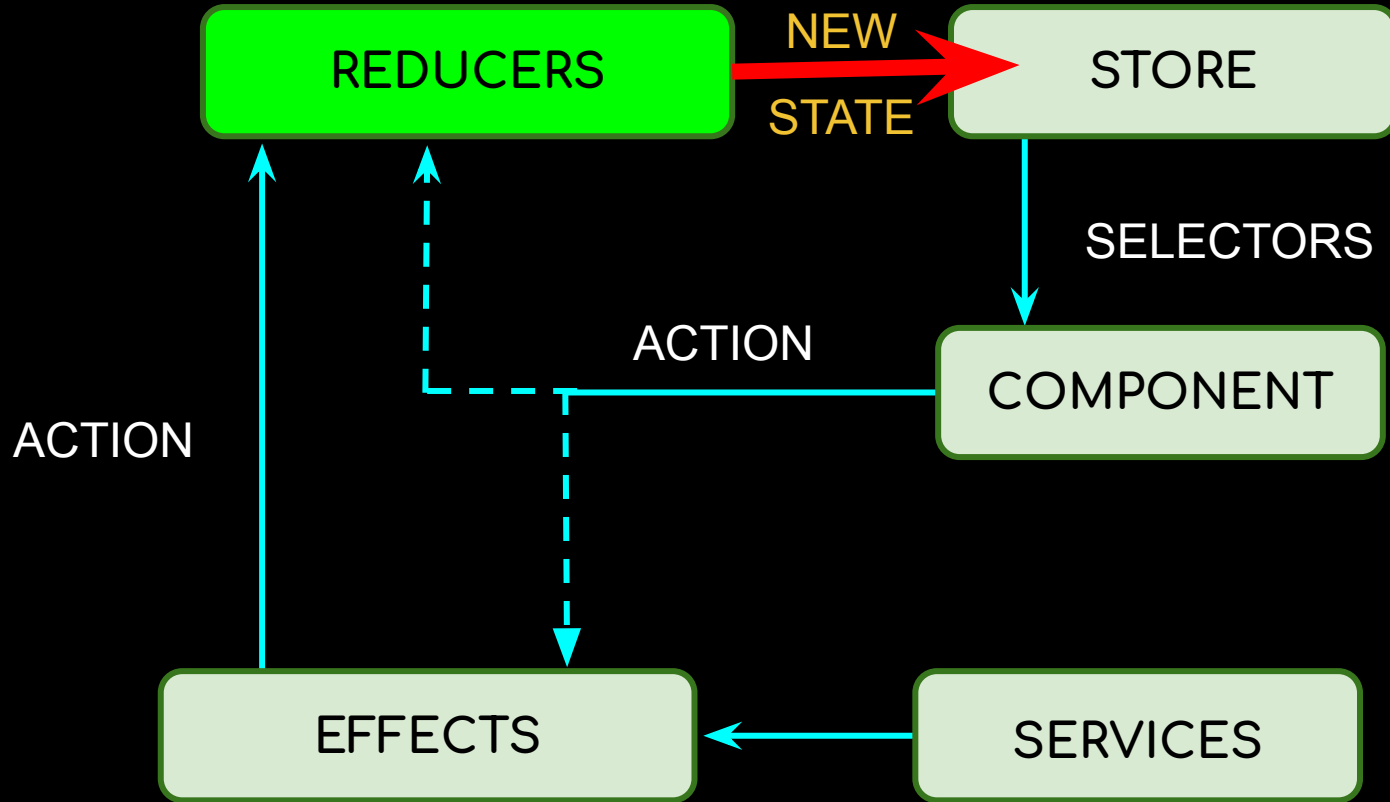 REDUCERS
NEW
STATE
STORE
SELECTORS
ACTION
COMPONENT
ACTION
EFFECTS
SERVICES